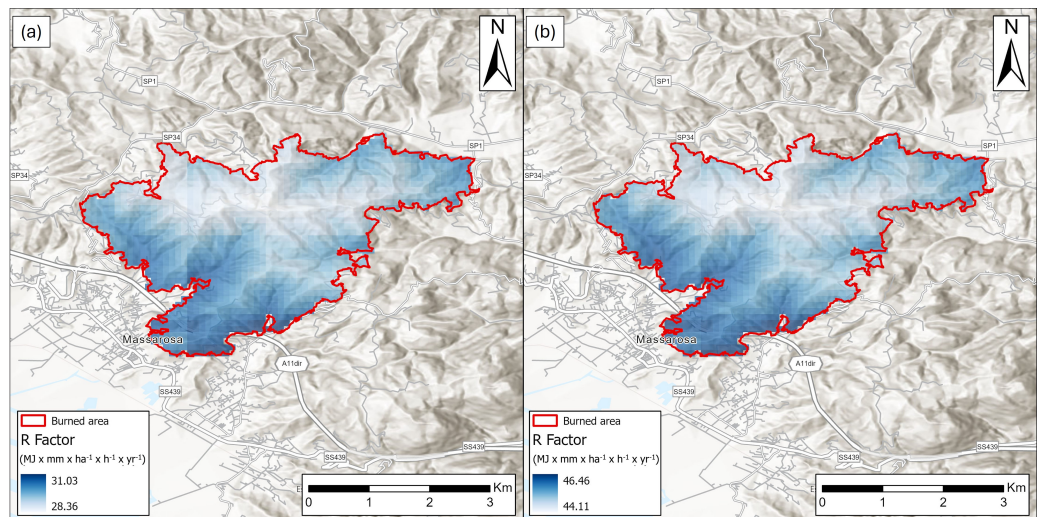 (a)
N
SP1
SP34
SP1
SP34
Massarosa
A11dir
SS439
SS439
Burned area
R Factor
(MJ x mm x ha⁻¹ x h⁻¹ x yr⁻¹)
31.03
28.36
Km
0 1 2 3
(b)
N
SP1
SP34
SP1
SP34
Massarosa
A11dir
SS439
SS439
Burned area
R Factor
(MJ x mm x ha⁻¹ x h⁻¹ x yr⁻¹)
46.46
44.11
Km
0 1 2 3